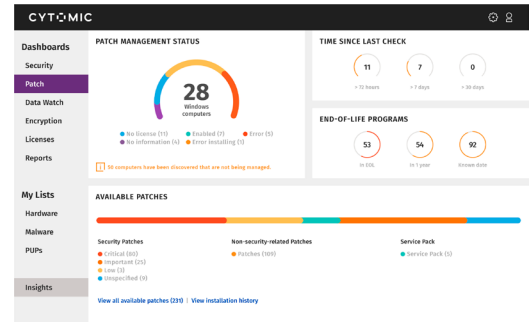 CYTOMIC
Dashboards
Security
Patch
Data Watch
Encryption
Licenses
Reports
My Lists
Hardware
Malware
PUPs
Insights
PATCH MANAGEMENT STATUS
28
Windows
computers
No license (11)
Enabled (7)
Error (5)
No information (4)
Error installing (1)
30 computers have been discovered that are not being managed.
TIME SINCE LAST CHECK
11
7
0
> 72 hours
> 7 days
> 30 days
END-OF-LIFE PROGRAMS
53
54
92
In EOL
In 1 year
Known date
AVAILABLE PATCHES
Security Patches
Critical (80)
Important (25)
Low (3)
Unspecified (9)
Non-security-related Patches
Patches (109)
Service Pack
Service Pack (5)
View all available patches (231) | View installation history